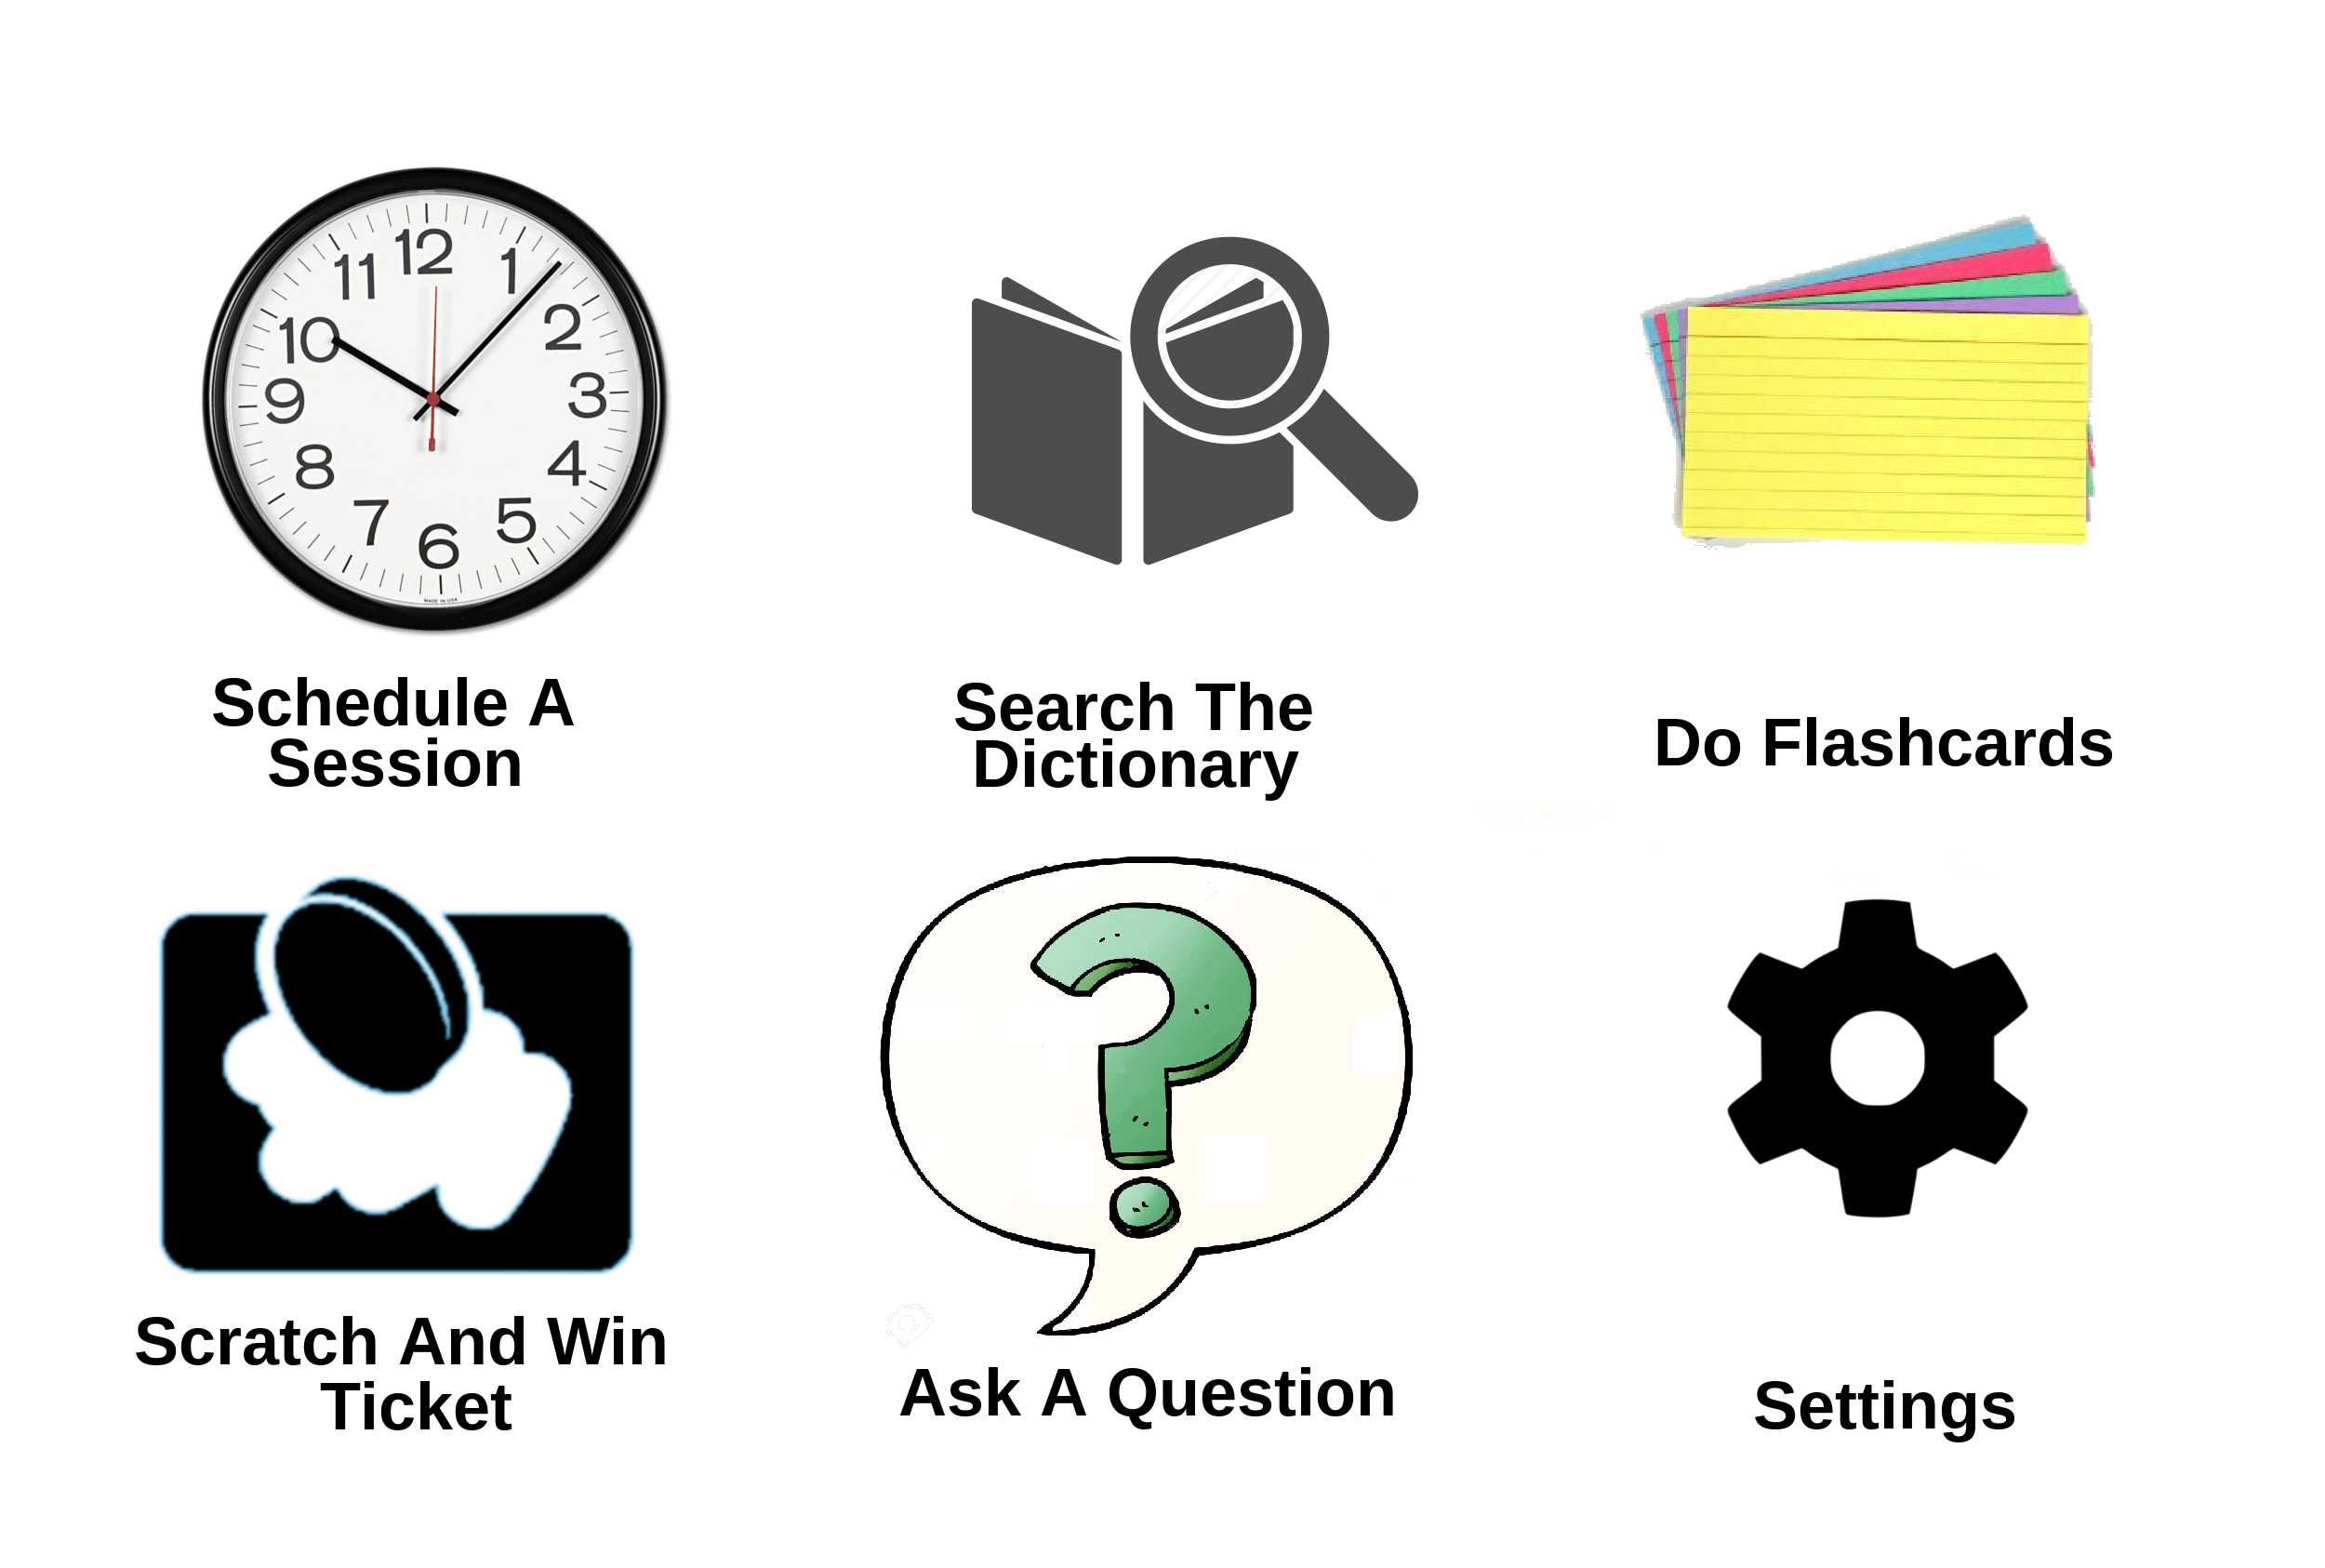 12
11
1
10
2
9
3
8
4
7
5
6
MADE IN USA
Schedule A
Session
Search The
Dictionary
Do Flashcards
Scratch And Win
Ticket
Ask A Question
Settings